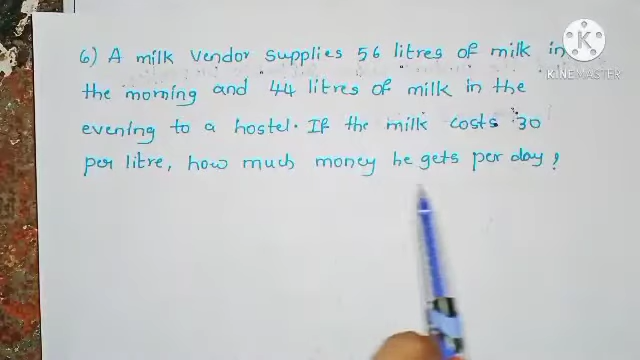 6) A milk vendor supplies 56 litres of milk in
the morning and 44 litres of milk in the
evening to a hostel. If the milk costs 30
per litre, how much money he gets per day?
K
KINEMASTER